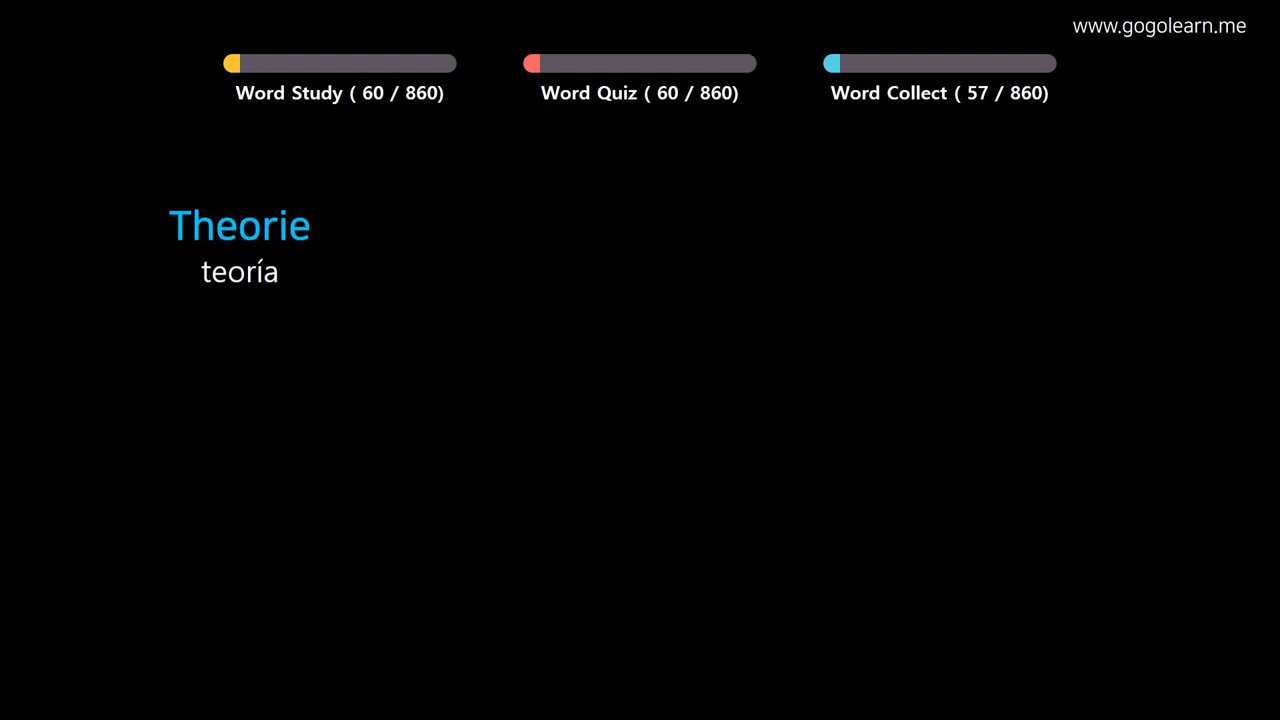 www.gogolearn.me
Word Study ( 60 / 860)
Word Quiz ( 60 / 860)
Word Collect ( 57 / 860)
Theorie
teoría